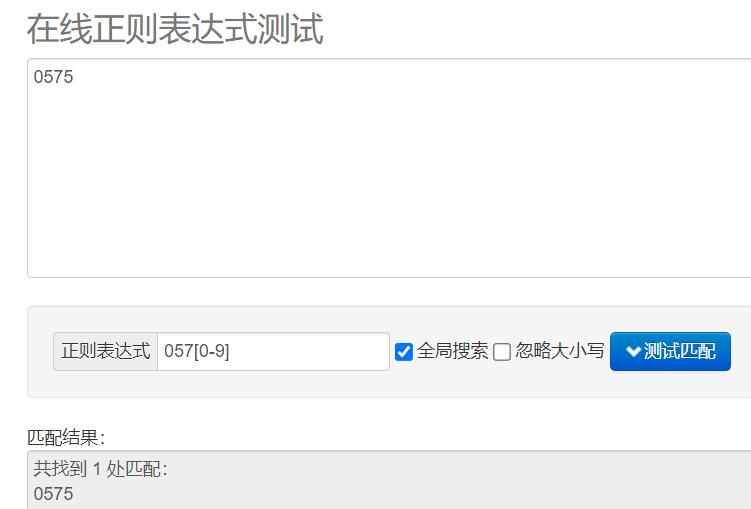 在线正则表达式测试
0575
正则表达式 057[0-9] 全局搜索 忽略大小写 测试匹配
匹配结果：
共找到 1 处匹配：
0575